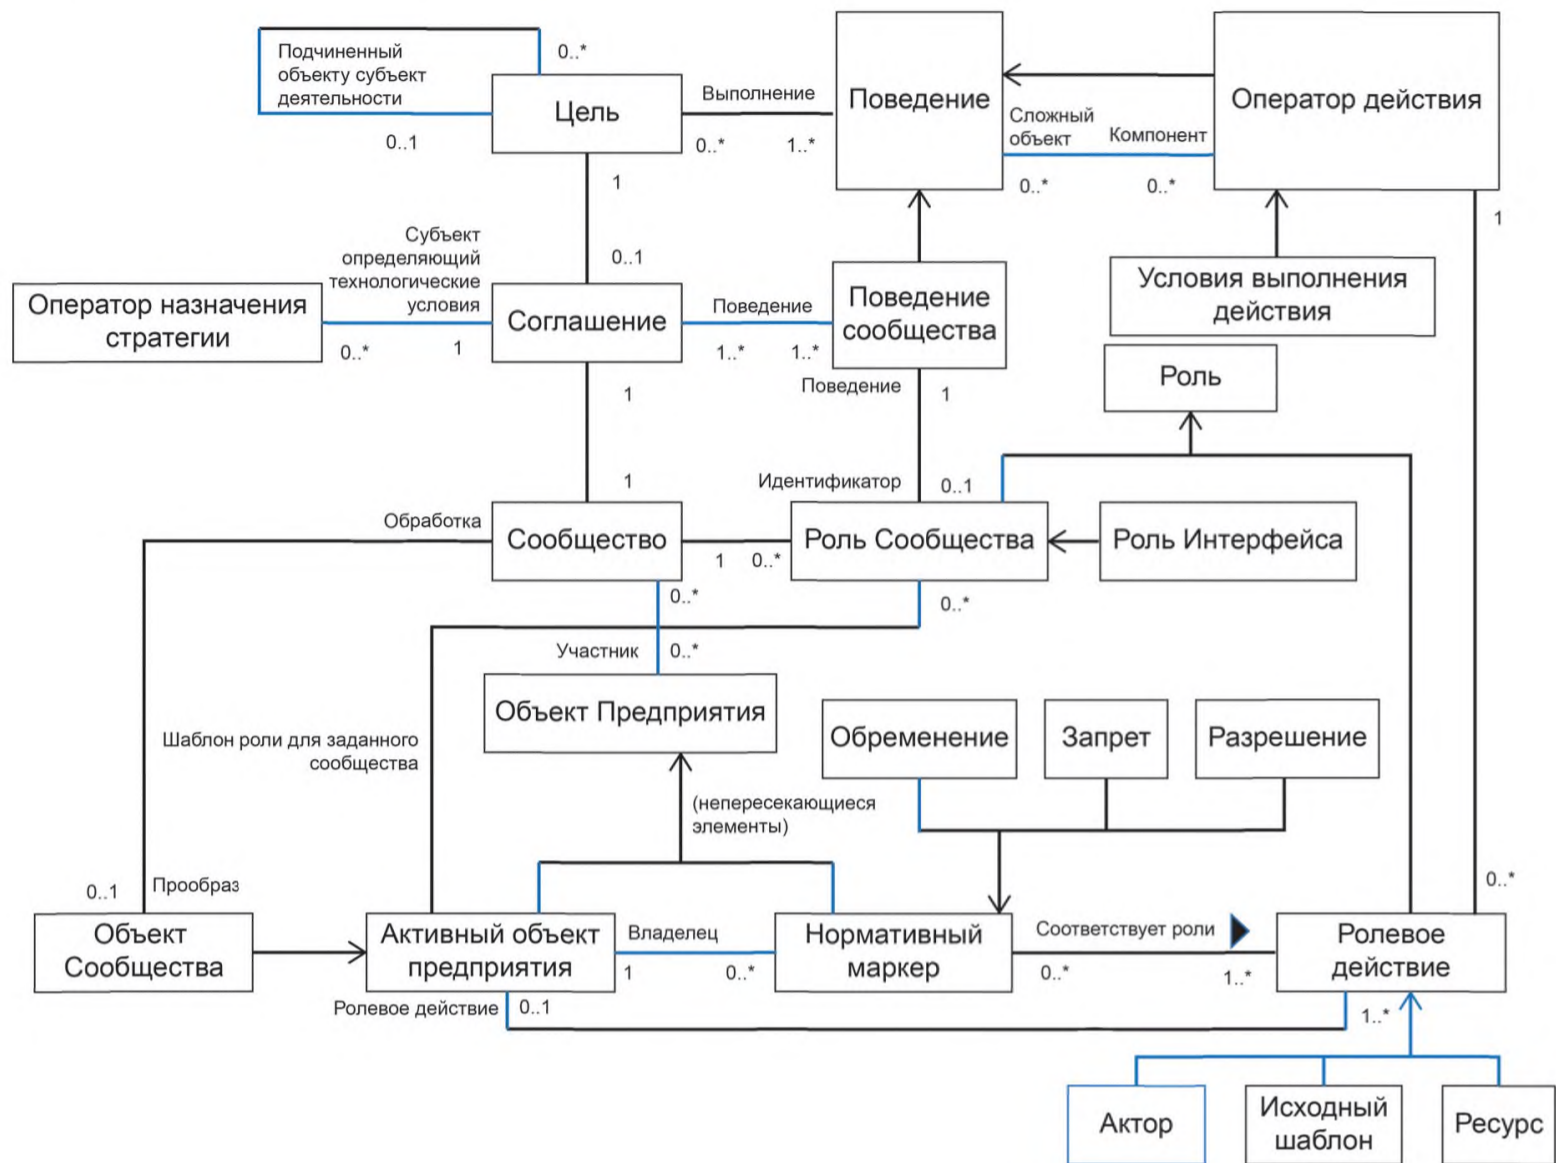 Подчиненный
объекту субъект
деятельности
0..*
0..1
Цель
Выполнение
0..*
1..*
Поведение
Сложный
объект
Компонент
0..*
0..*
Оператор действия
1
1
0..1
Субъект
определяющий
технологические
условия
Оператор назначения
стратегии
0..*
1
Соглашение
Поведение
1..*
1..*
Поведение
сообщества
Условия выполнения
действия
Роль
Поведение
1
1
1
Идентификатор
0..1
Обработка
Сообщество
1
0..*
Роль Сообщества
Роль Интерфейса
0..*
0..*
Участник
0..*
Объект Предприятия
Обременение
Запрет
Разрешение
Шаблон роли для заданного
сообщества
(непересекающиеся
элементы)
0..1
Прообраз
0..*
Объект
Сообщества
Активный объект
предприятия
Владелец
1
0..*
Нормативный
маркер
Соответствует роли
0..*
1..*
Ролевое
действие
Ролевое действие
0..1
1..*
Актор
Исходный
шаблон
Ресурс